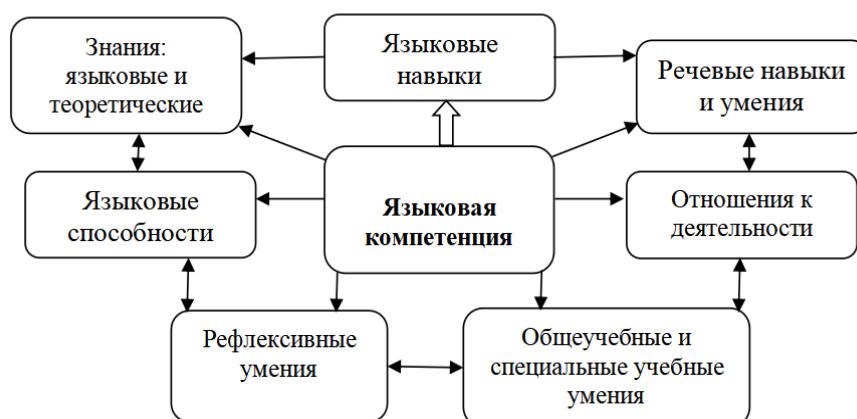 Знания:
языковые и
теоретические
Языковые
навыки
Речевые навыки
и умения
Языковые
способности
Языковая
компетенция
Отношения к
деятельности
Рефлексивные
умения
Общеучебные и
специальные учебные
умения